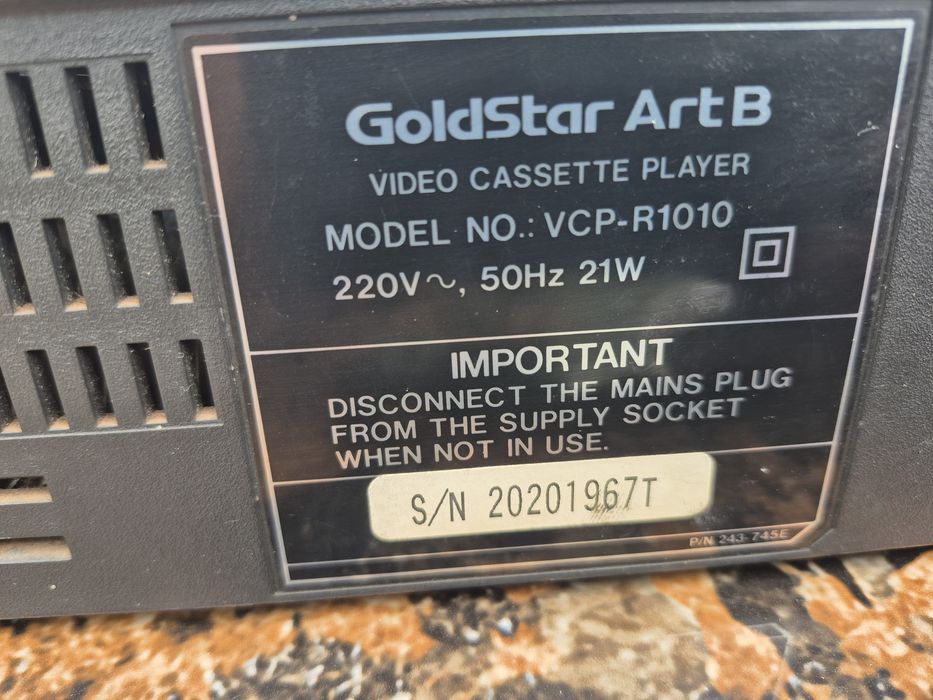 GoldStar Art B
VIDEO CASSETTE PLAYER
MODEL NO.: VCP-R1010
220V~, 50Hz 21W
IMPORTANT
DISCONNECT THE MAINS PLUG
FROM THE SUPPLY SOCKET
WHEN NOT IN USE.
S/N 20201967T
P/N 243-745E